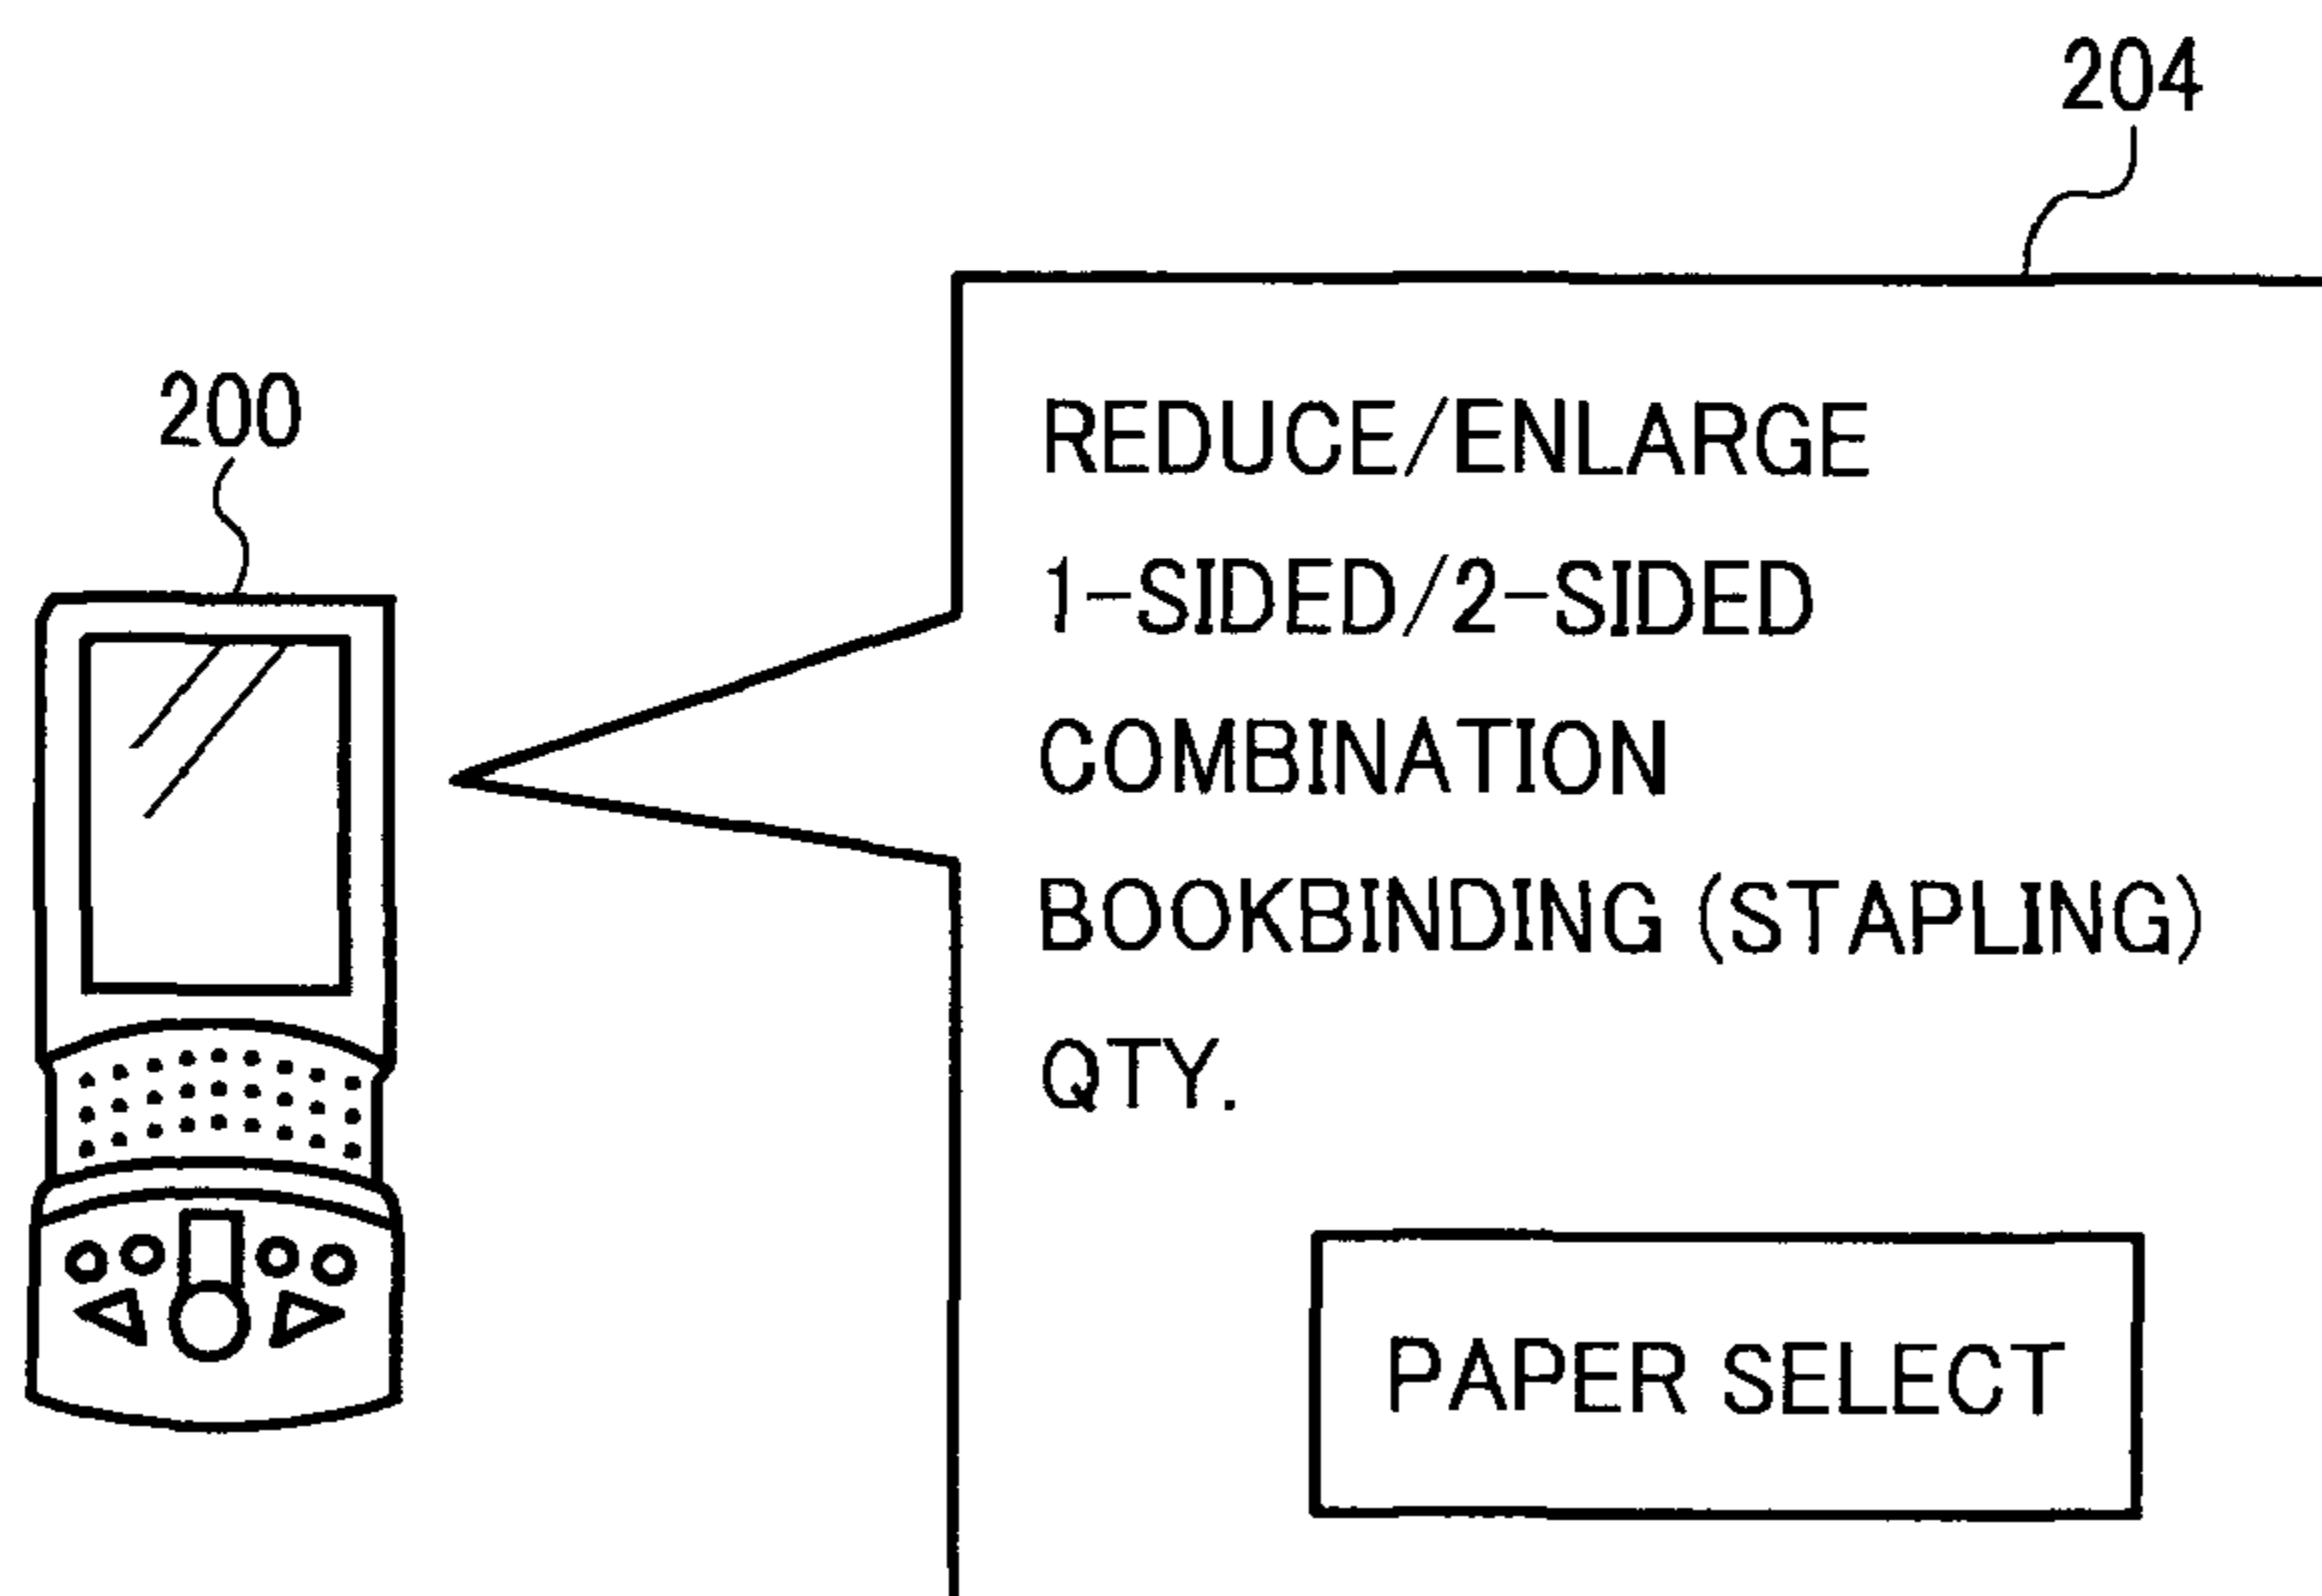 204
200
REDUCE/ENLARGE
1-SIDED/2-SIDED
COMBINATION
BOOKBINDING (STAPLING)
QTY.
PAPER SELECT